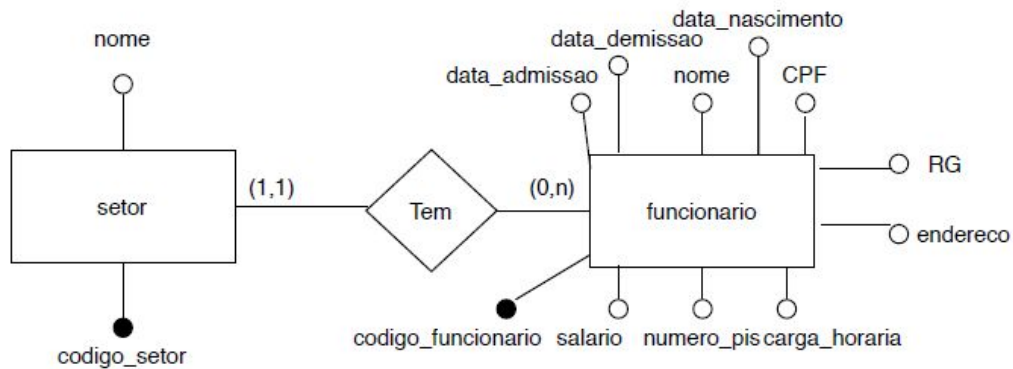 data_nascimento
nome
data_demissao
data_admissao
nome
CPF
RG
setor
(1,1)
Tem
(0,n)
funcionario
endereco
codigo_setor
codigo_funcionario
salario
numero_pis
carga_horaria